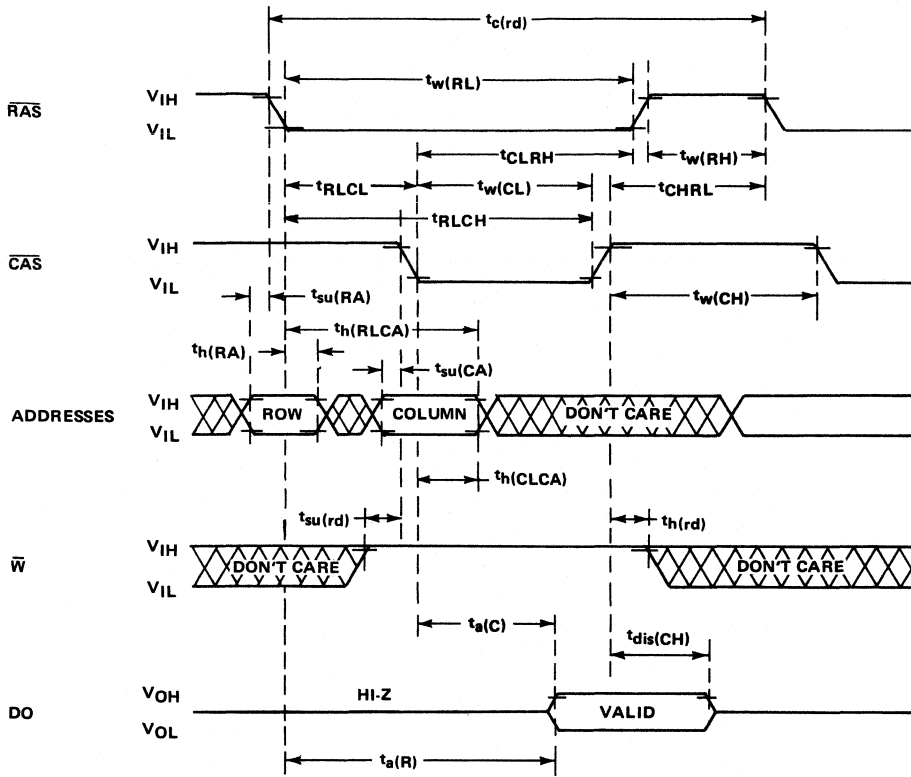 tc(rd)
tw(RL)
RAS
VIH
VIL
tCLRH
tw(RH)
tRLCL
tw(CL)
tCHRL
tRLCH
CAS
VIH
VIL
tsu(RA)
tw(CH)
th(RLCA)
th(RA)
tsu(CA)
ADDRESSES
VIH
VIL
ROW
COLUMN
DON'T CARE
th(CLCA)
tsu(rd)
th(rd)
W
VIH
VIL
DON'T CARE
DON'T CARE
ta(C)
tdis(CH)
DO
VOH
VOL
HI-Z
VALID
ta(R)